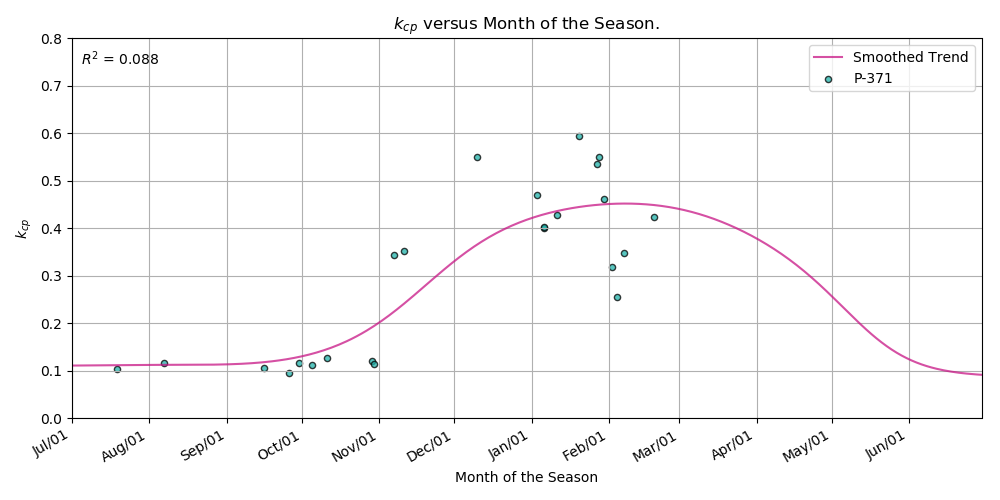 k_cp versus Month of the Season.
R² = 0.088
Smoothed Trend
P-371
0.8
0.7
0.6
0.5
0.4
0.3
0.2
0.1
0.0
k_cp
Jul/01 Aug/01 Sep/01 Oct/01 Nov/01 Dec/01 Jan/01 Feb/01 Mar/01 Apr/01 May/01 Jun/01
Month of the Season